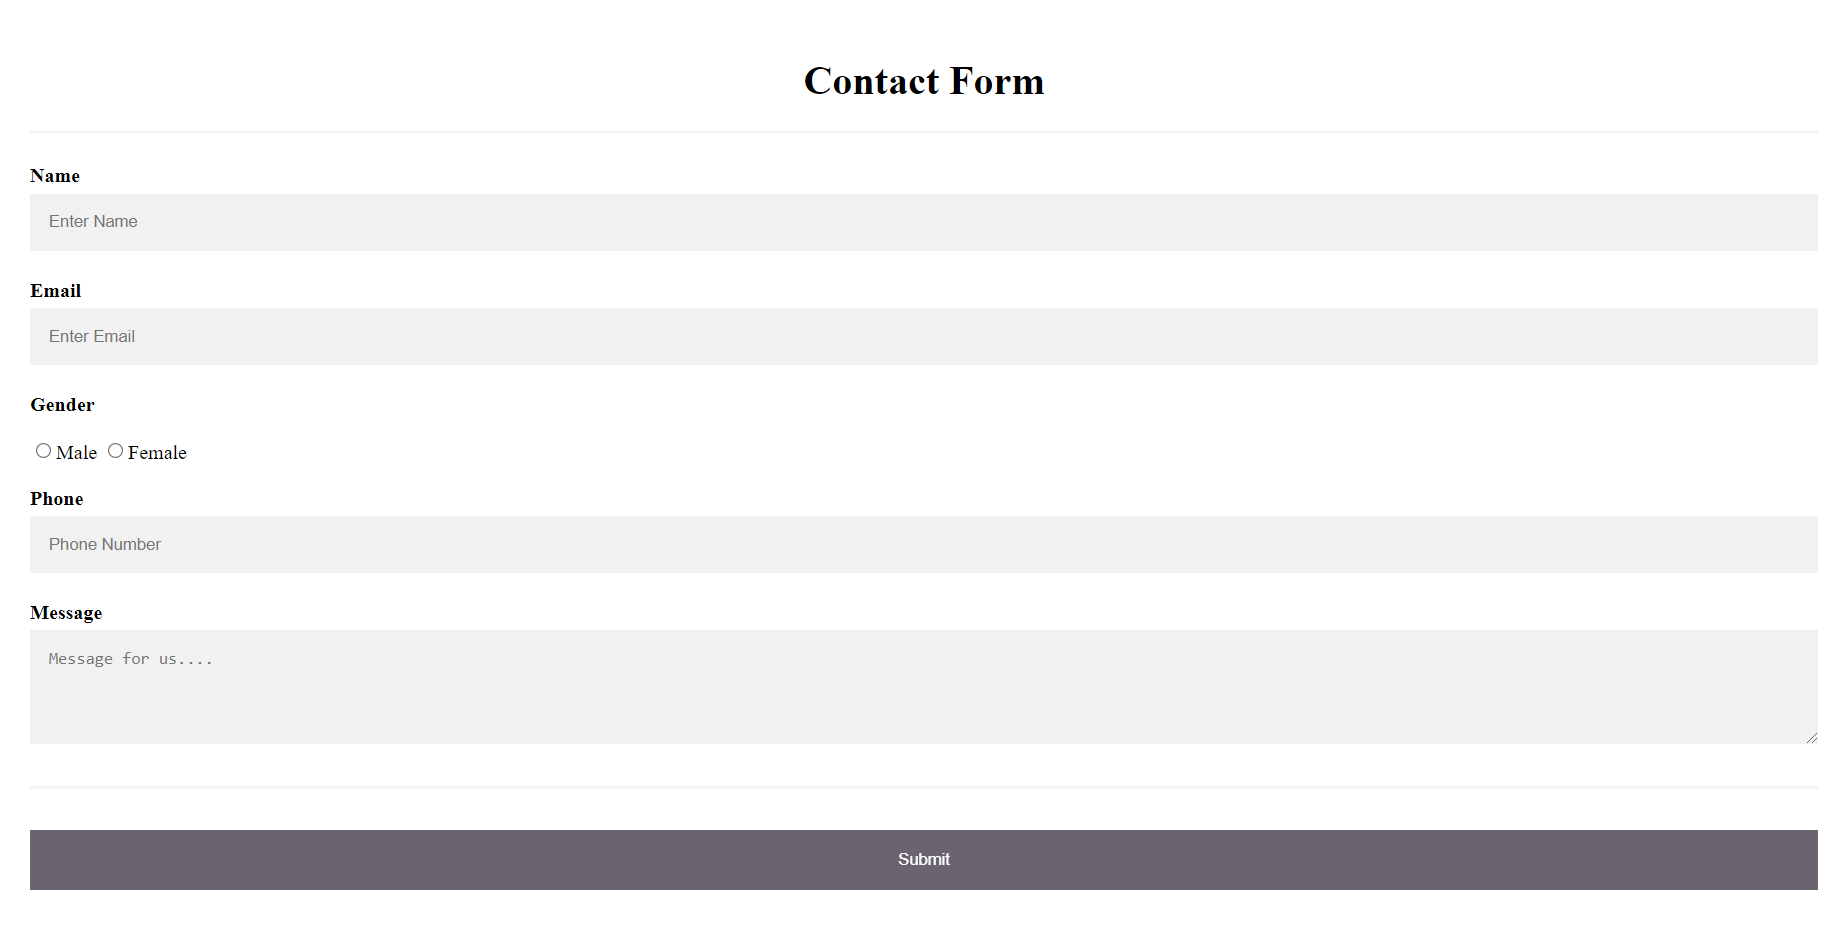 Contact Form
Name
Enter Name
Email
Enter Email
Gender
Male Female
Phone
Phone Number
Message
Message for us....
Submit